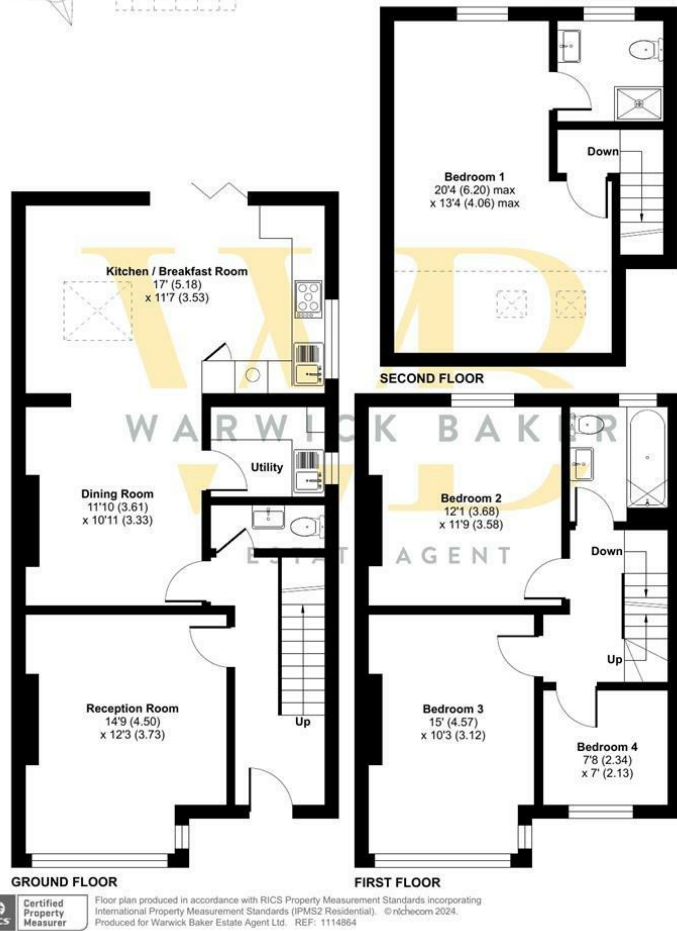 Down
Bedroom 1
20'4 (6.20) max
x 13'4 (4.06) max
SECOND FLOOR
Kitchen / Breakfast Room
17' (5.18)
x 11'7 (3.53)
WB
WARWICK BAKER
ESTATE AGENT
Utility
Dining Room
11'10 (3.61)
x 10'11 (3.33)
Reception Room
14'9 (4.50)
x 12'3 (3.73)
Up
GROUND FLOOR
Bedroom 2
12'1 (3.68)
x 11'9 (3.58)
Down
Up
Bedroom 3
15' (4.57)
x 10'3 (3.12)
Bedroom 4
7'8 (2.34)
x 7' (2.13)
FIRST FLOOR
Certified
Property
Measurer
Floor plan produced in accordance with RICS Property Measurement Standards incorporating
International Property Measurement Standards (IPMS2 Residential). © nichecom 2024.
Produced for Warwick Baker Estate Agent Ltd. REF: 1114864